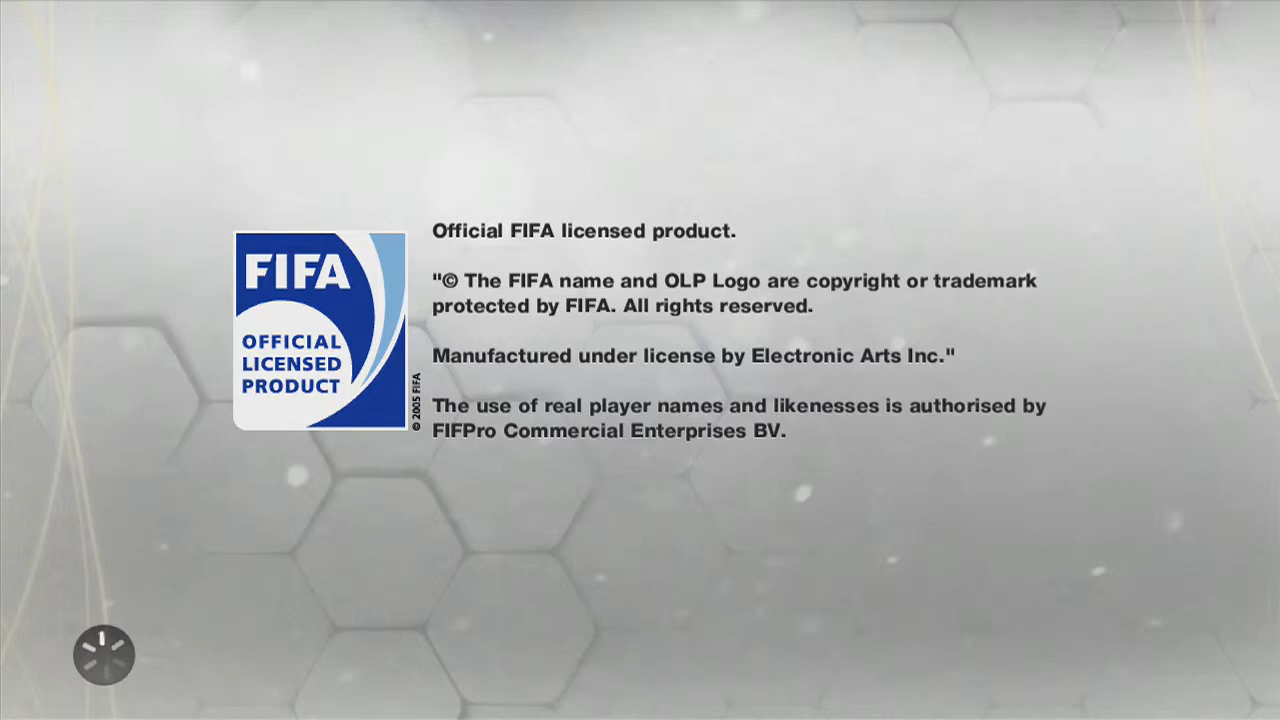 FIFA
OFFICIAL
LICENSED
PRODUCT
© 2005 FIFA
Official FIFA licensed product.
"© The FIFA name and OLP Logo are copyright or trademark
protected by FIFA. All rights reserved.
Manufactured under license by Electronic Arts Inc."
The use of real player names and likenesses is authorised by
FIFPro Commercial Enterprises BV.